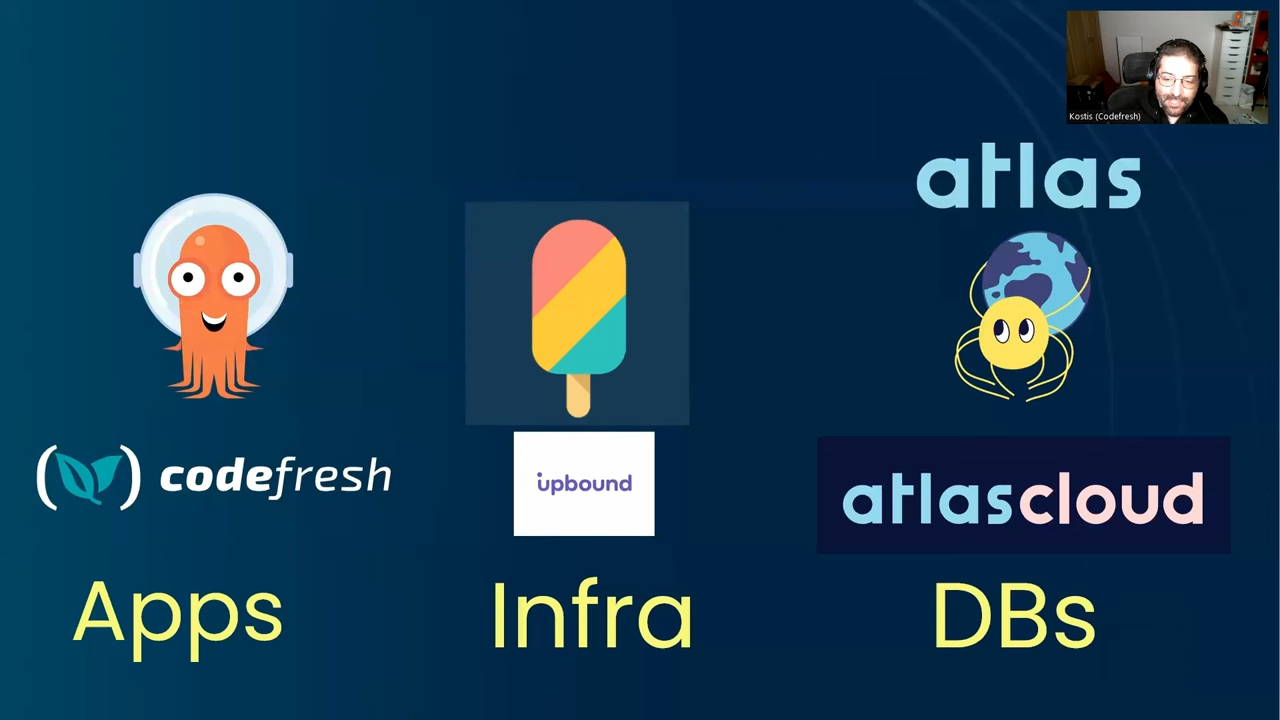 Kostis (Codefresh)
atlas
codefresh
upbound
atlascloud
Apps
Infra
DBs